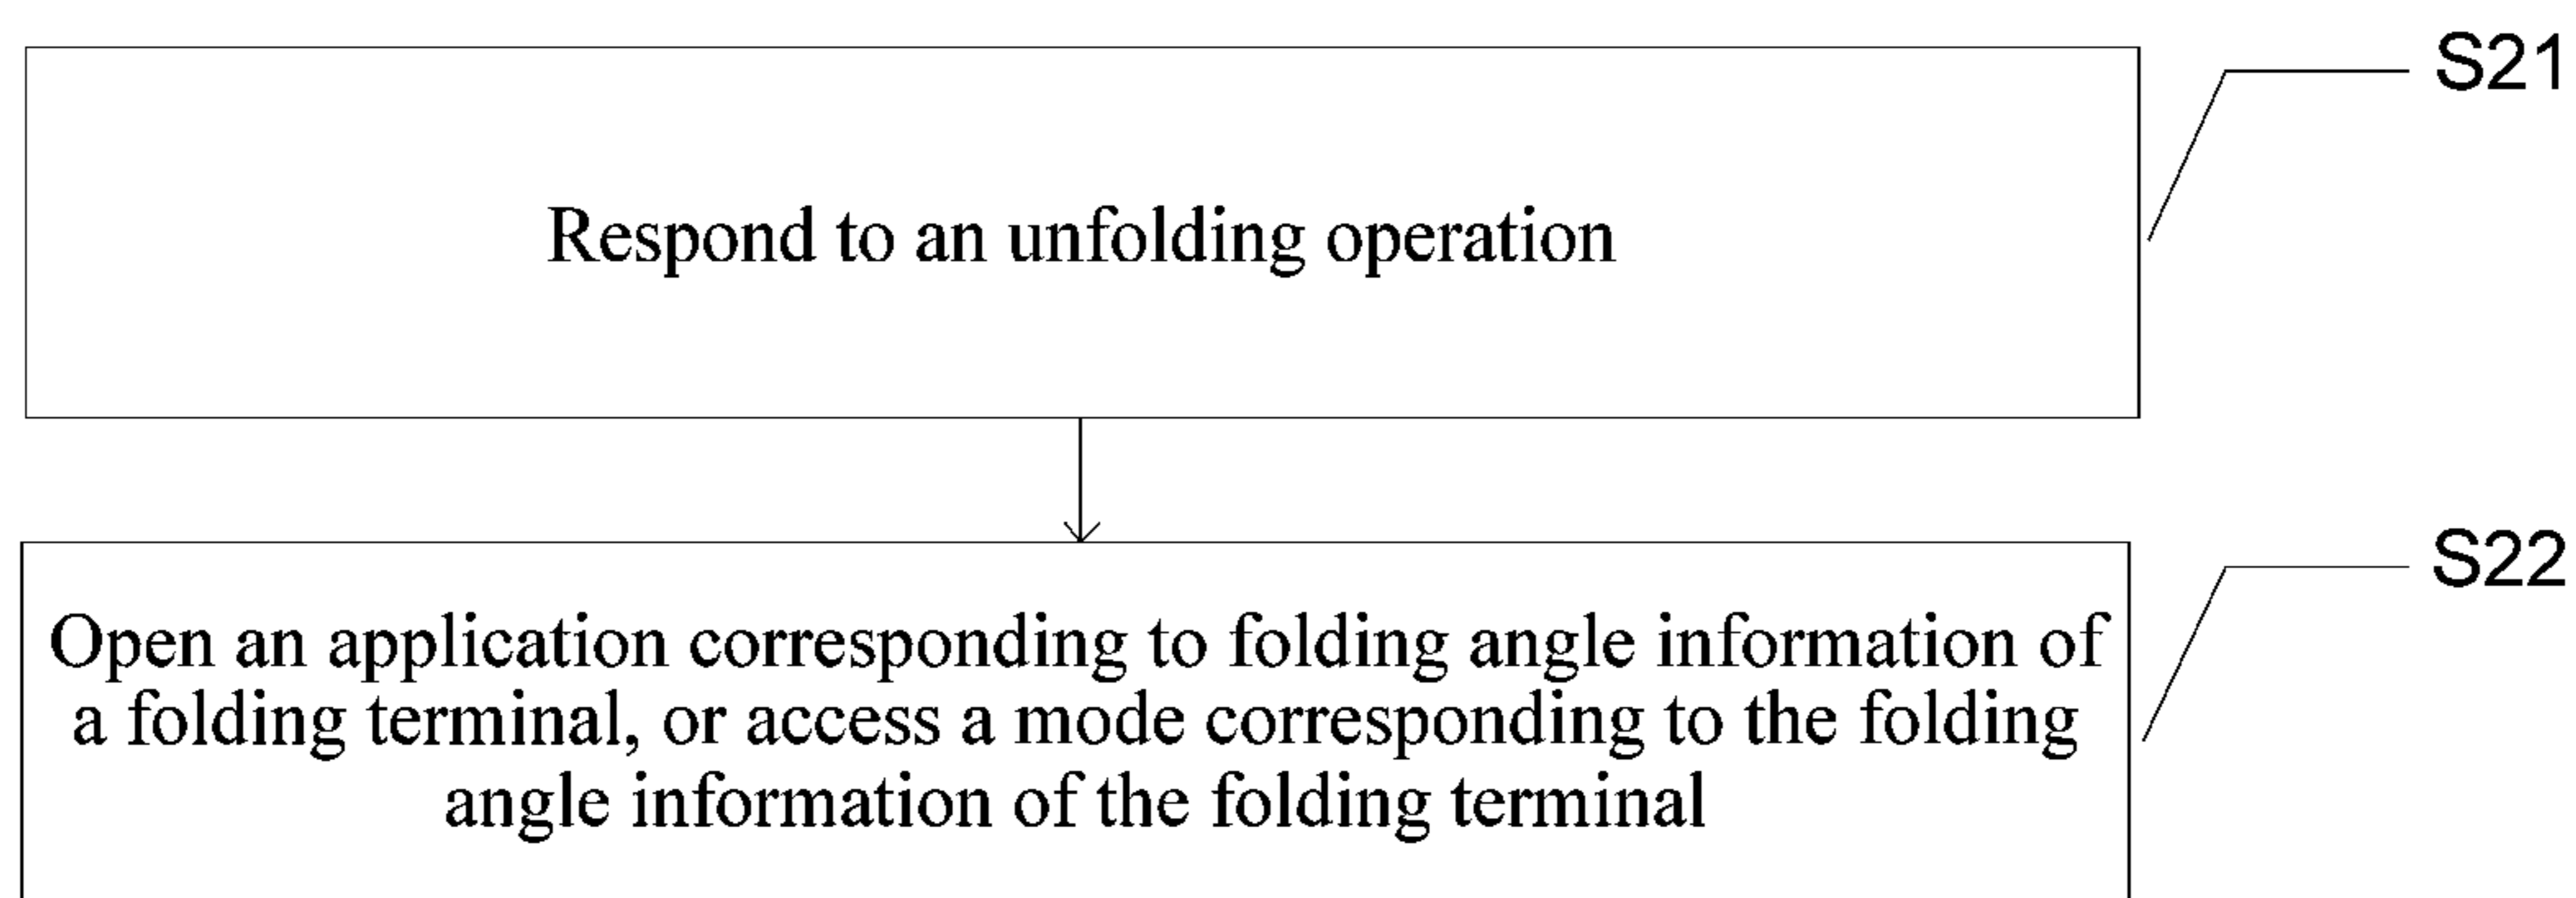 S21
Respond to an unfolding operation
S22
Open an application corresponding to folding angle information of
a folding terminal, or access a mode corresponding to the folding
angle information of the folding terminal